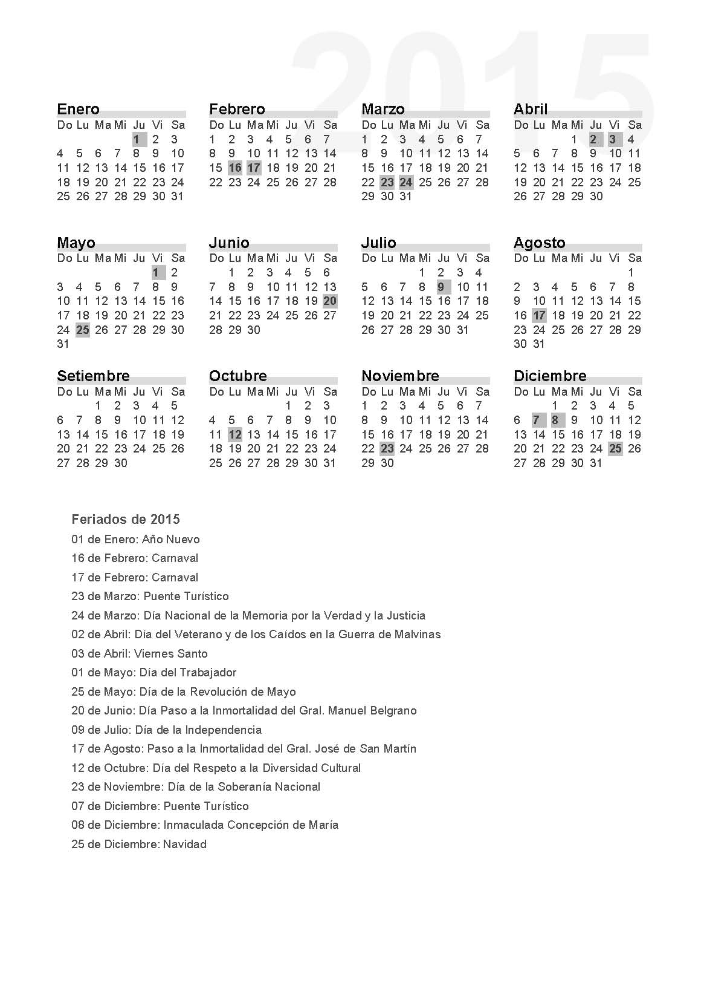 2015
Enero Febrero Marzo Abril
Do Lu Ma Mi Ju Vi Sa Do Lu Ma Mi Ju Vi Sa Do Lu Ma Mi Ju Vi Sa Do Lu Ma Mi Ju Vi Sa
1 2 3 1 2 3 4 5 6 7 1 2 3 4 5 6 7 1 2 3 4
4 5 6 7 8 9 10 8 9 10 11 12 13 14 8 9 10 11 12 13 14 5 6 7 8 9 10 11
11 12 13 14 15 16 17 15 16 17 18 19 20 21 15 16 17 18 19 20 21 12 13 14 15 16 17 18
18 19 20 21 22 23 24 22 23 24 25 26 27 28 22 23 24 25 26 27 28 19 20 21 22 23 24 25
25 26 27 28 29 30 31 29 30 31 26 27 28 29 30
Mayo Junio Julio Agosto
Do Lu Ma Mi Ju Vi Sa Do Lu Ma Mi Ju Vi Sa Do Lu Ma Mi Ju Vi Sa Do Lu Ma Mi Ju Vi Sa
1 2 1 2 3 4 5 6 1 2 3 4 1
3 4 5 6 7 8 9 7 8 9 10 11 12 13 5 6 7 8 9 10 11 2 3 4 5 6 7 8
10 11 12 13 14 15 16 14 15 16 17 18 19 20 12 13 14 15 16 17 18 9 10 11 12 13 14 15
17 18 19 20 21 22 23 21 22 23 24 25 26 27 19 20 21 22 23 24 25 16 17 18 19 20 21 22
24 25 26 27 28 29 30 28 29 30 26 27 28 29 30 31 23 24 25 26 27 28 29
31 30 31
Setiembre Octubre Noviembre Diciembre
Do Lu Ma Mi Ju Vi Sa Do Lu Ma Mi Ju Vi Sa Do Lu Ma Mi Ju Vi Sa Do Lu Ma Mi Ju Vi Sa
1 2 3 4 5 1 2 3 1 2 3 4 5 6 7 1 2 3 4 5
6 7 8 9 10 11 12 4 5 6 7 8 9 10 8 9 10 11 12 13 14 6 7 8 9 10 11 12
13 14 15 16 17 18 19 11 12 13 14 15 16 17 15 16 17 18 19 20 21 13 14 15 16 17 18 19
20 21 22 23 24 25 26 18 19 20 21 22 23 24 22 23 24 25 26 27 28 20 21 22 23 24 25 26
27 28 29 30 25 26 27 28 29 30 31 29 30 27 28 29 30 31
Feriados de 2015
01 de Enero: Año Nuevo
16 de Febrero: Carnaval
17 de Febrero: Carnaval
23 de Marzo: Puente Turístico
24 de Marzo: Día Nacional de la Memoria por la Verdad y la Justicia
02 de Abril: Día del Veterano y de los Caídos en la Guerra de Malvinas
03 de Abril: Viernes Santo
01 de Mayo: Día del Trabajador
25 de Mayo: Día de la Revolución de Mayo
20 de Junio: Día Paso a la Inmortalidad del Gral. Manuel Belgrano
09 de Julio: Día de la Independencia
17 de Agosto: Paso a la Inmortalidad del Gral. José de San Martín
12 de Octubre: Día del Respeto a la Diversidad Cultural
23 de Noviembre: Día de la Soberanía Nacional
07 de Diciembre: Puente Turístico
08 de Diciembre: Inmaculada Concepción de María
25 de Diciembre: Navidad